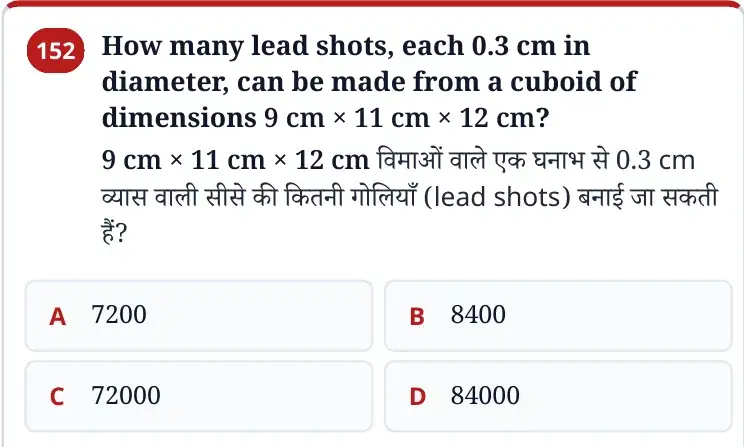 152 How many lead shots, each 0.3 cm in
diameter, can be made from a cuboid of
dimensions 9 cm × 11 cm × 12 cm?
9 cm × 11 cm × 12 cm विमाओं वाले एक घनाभ से 0.3 cm
व्यास वाली सीसे की कितनी गोलियाँ (lead shots) बनाई जा सकती
हैं?
A 7200
B 8400
C 72000
D 84000